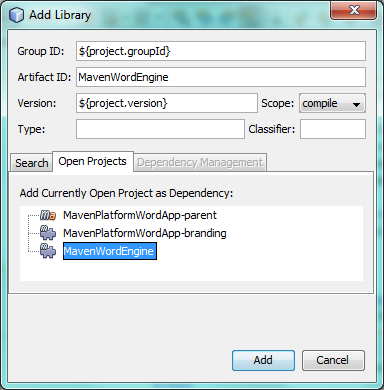 Add Library
Group ID: ${project.groupId}
Artifact ID: MavenWordEngine
Version: ${project.version} Scope: compile
Type: Classifier:
Search Open Projects Dependency Management
Add Currently Open Project as Dependency:
MavenPlatformWordApp-parent
MavenPlatformWordApp-branding
MavenWordEngine
Add Cancel